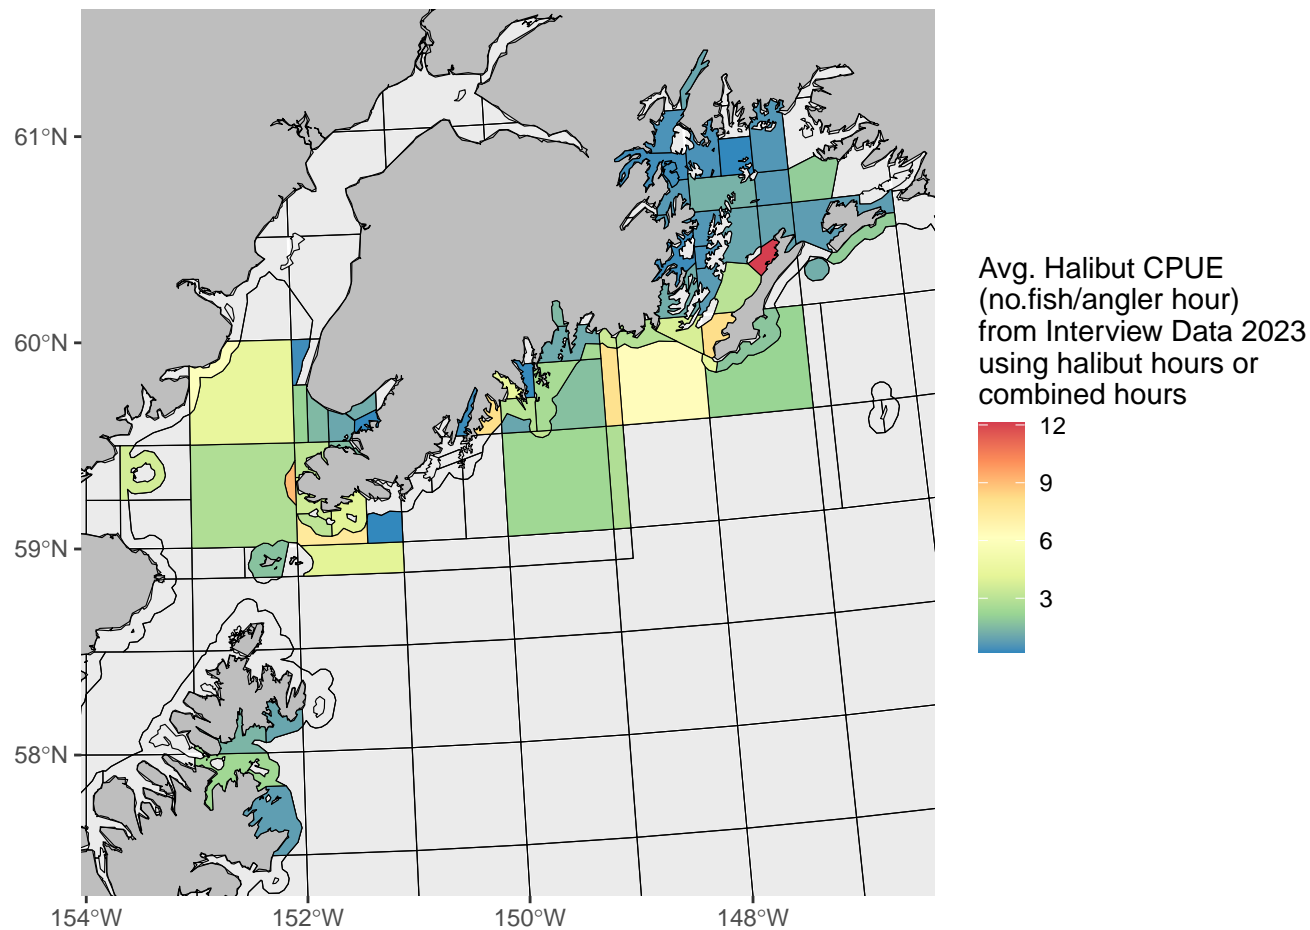 61°N
60°N
59°N
58°N
154°W
152°W
150°W
148°W
Avg. Halibut CPUE
(no.fish/angler hour)
from Interview Data 2023
using halibut hours or
combined hours
12
9
6
3